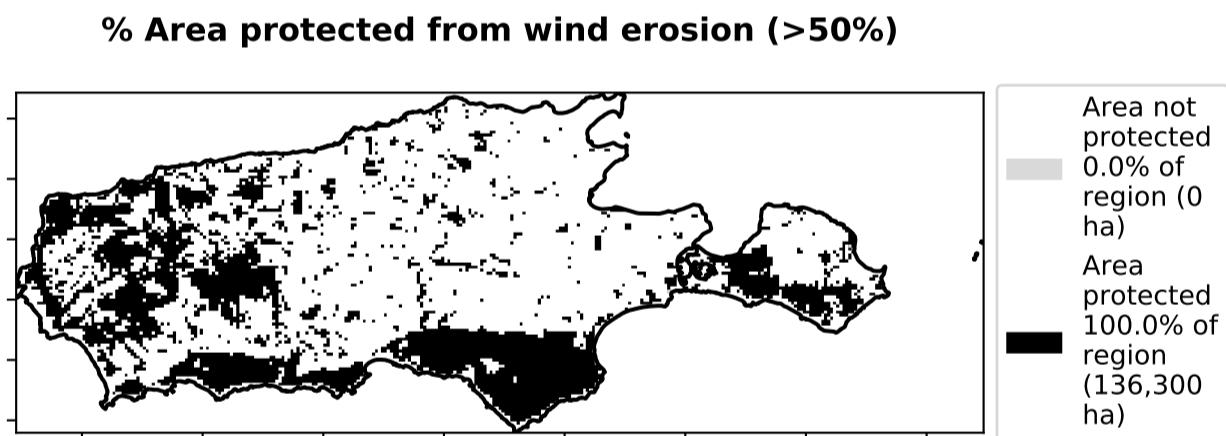 % Area protected from wind erosion (>50%)
Area not
protected
0.0% of
region (0
ha)
Area
protected
100.0% of
region
(136,300
ha)